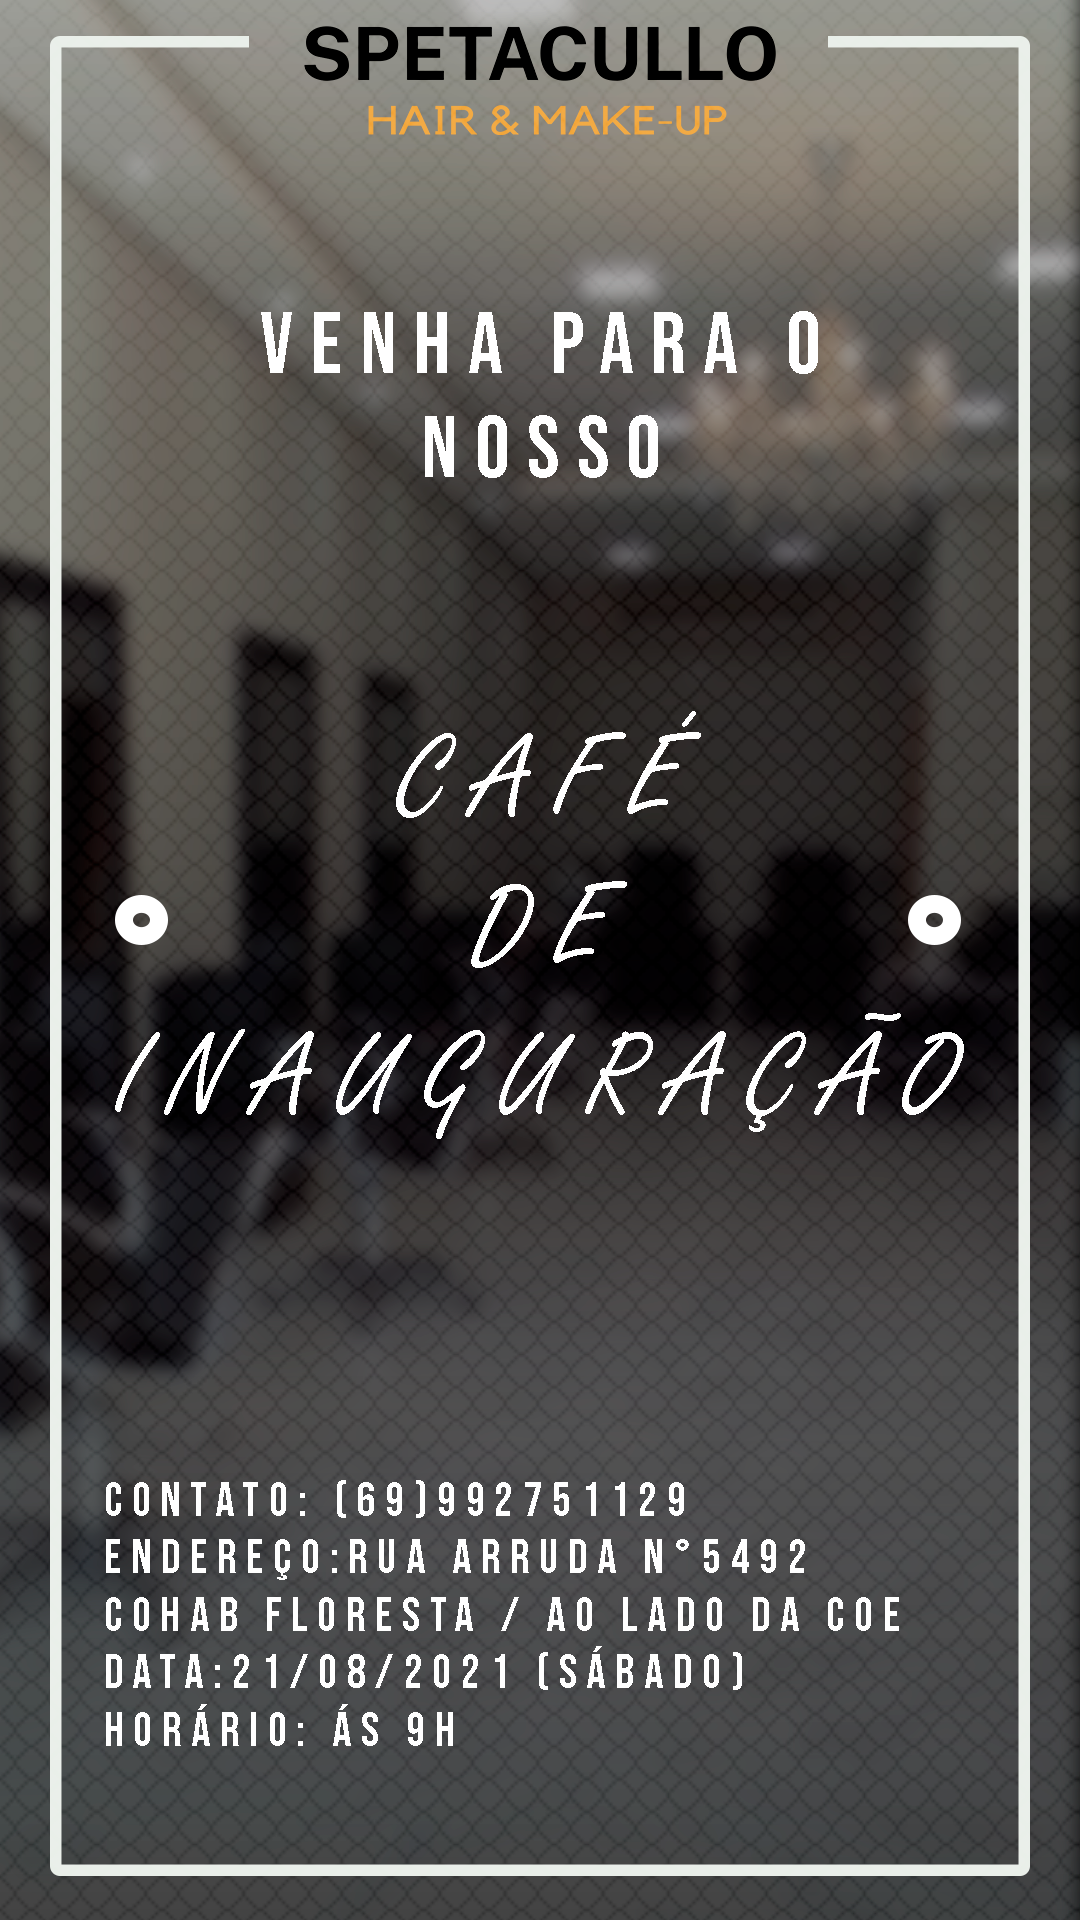 SPETACULLO
HAIR & MAKE-UP
VENHA PARA O
NOSSO
CAFÉ
DE
INAUGURAÇÃO
CONTATO: (69)992751129
ENDEREÇO:RUA ARRUDA N°5492
COHAB FLORESTA / AO LADO DA COE
DATA:21/08/2021 (SÁBADO)
HORÁRIO: ÁS 9H